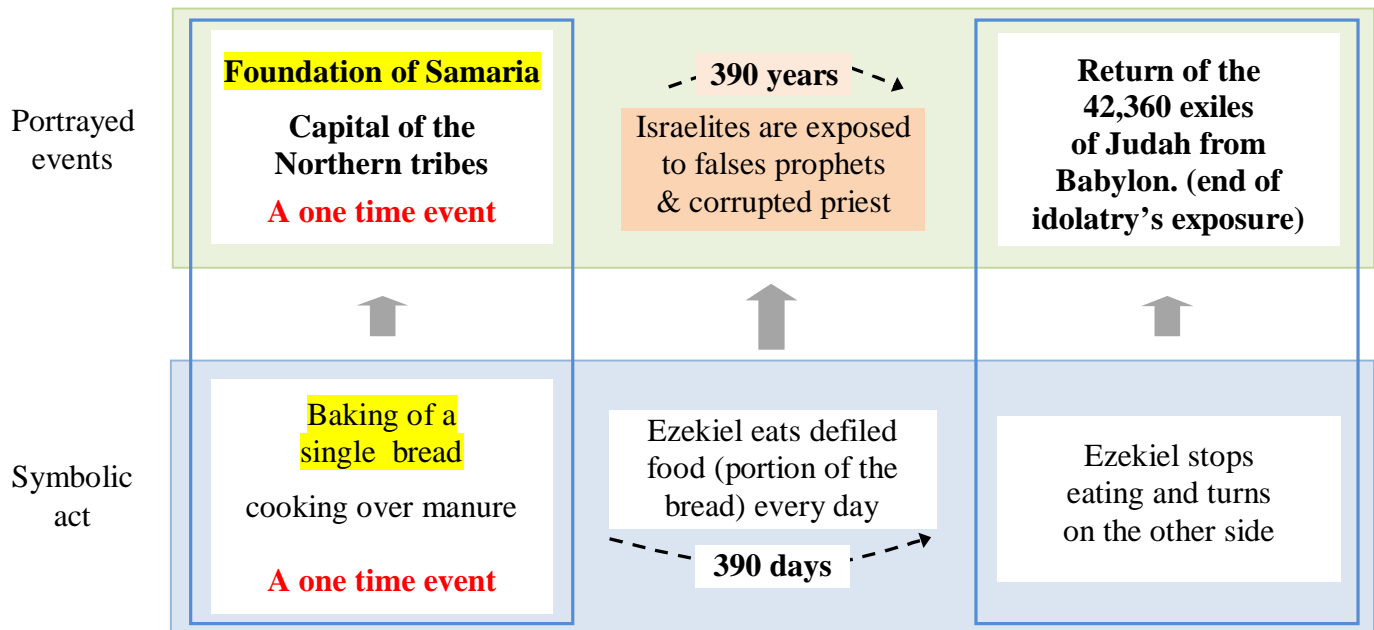 Portrayed
events
Foundation of Samaria
Capital of the
Northern tribes
A one time event
390 years
Israelites are exposed
to falses prophets
& corrupted priest
Return of the
42,360 exiles
of Judah from
Babylon. (end of
idolatry’s exposure)
Symbolic
act
Baking of a
single bread
cooking over manure
A one time event
Ezekiel eats defiled
food (portion of the
bread) every day
390 days
Ezekiel stops
eating and turns
on the other side